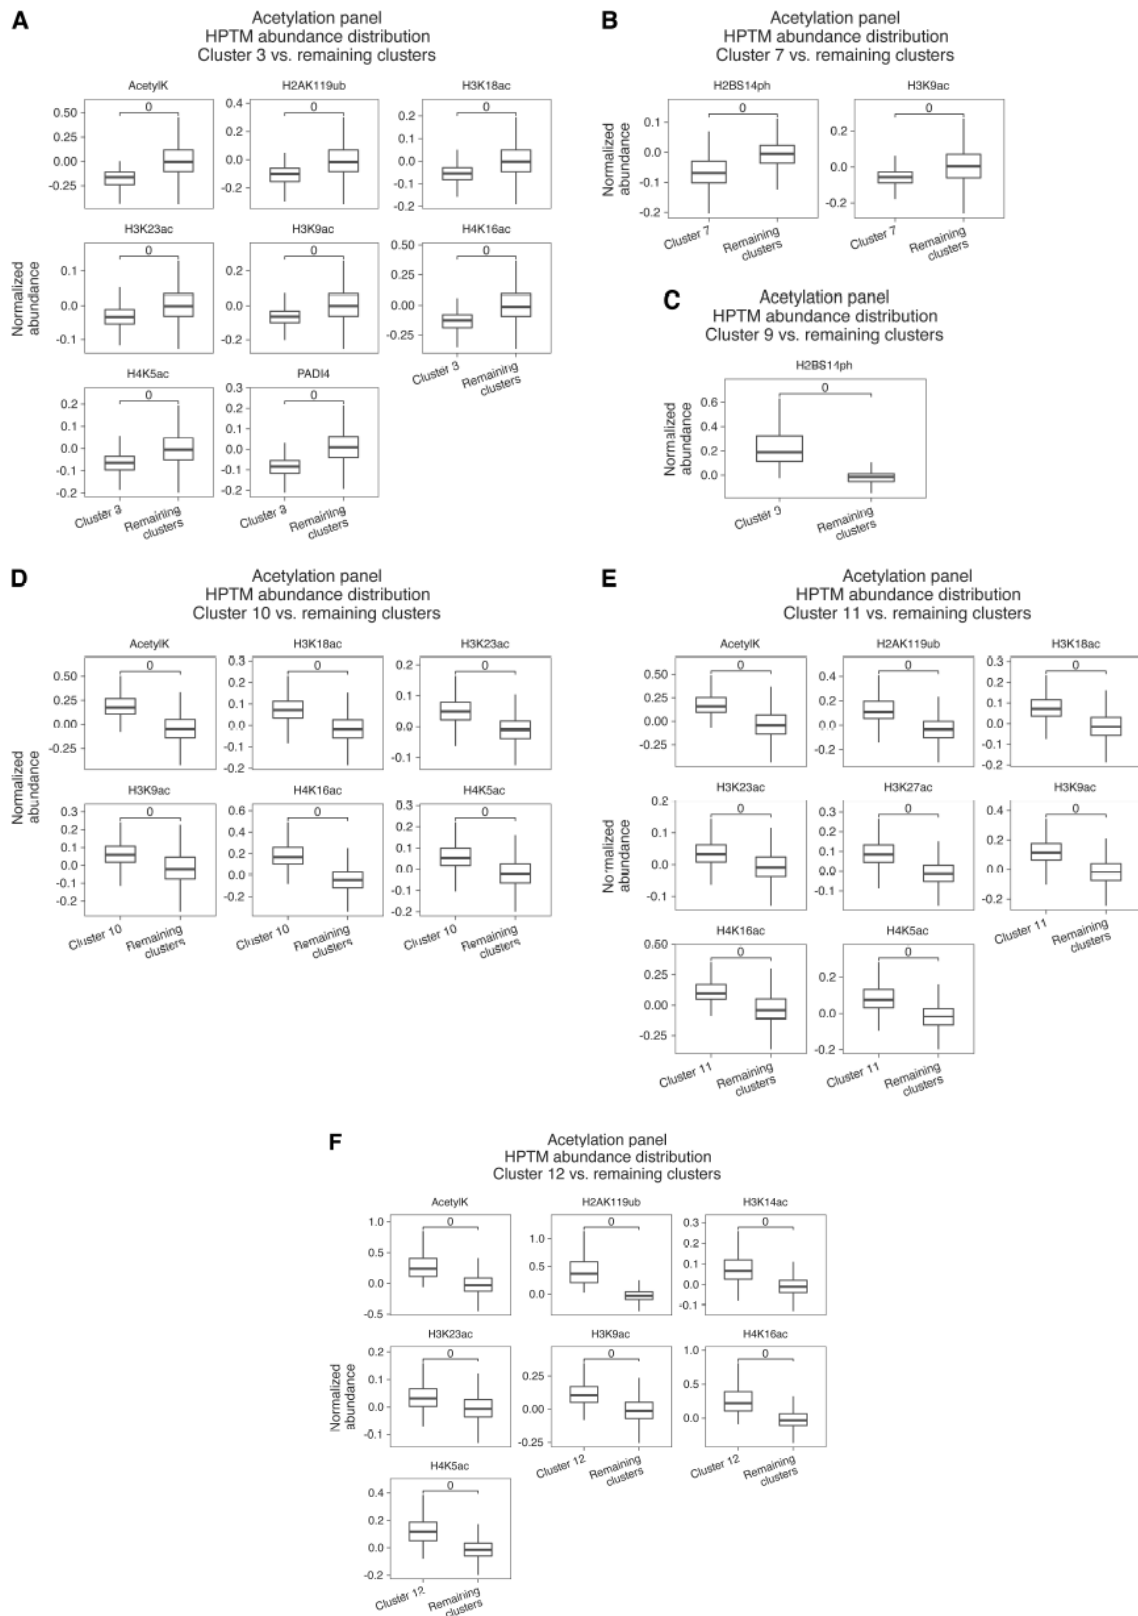 A
Acetylation panel
HPTM abundance distribution
Cluster 3 vs. remaining clusters
AcetylK
H2AK119ub
H3K18ac
0
0
0
0.50
0.25
0.00
-0.25
0.4
0.2
0.0
-0.2
0.2
0.1
0.0
-0.1
-0.2
H3K23ac
H3K9ac
H4K16ac
0
0
0
0.1
0.0
-0.1
0.2
0.0
-0.2
0.50
0.25
0.00
-0.25
Normalized
abundance
H4K5ac
PADI4
0
0
0.2
0.1
0.0
-0.1
-0.2
0.3
0.2
0.1
0.0
-0.1
-0.2
Cluster 3
Remaining
clusters
Cluster 3
Remaining
clusters
Cluster 3
Remaining
clusters
B
Acetylation panel
HPTM abundance distribution
Cluster 7 vs. remaining clusters
H2BS14ph
H3K9ac
0
0
0.1
0.0
-0.1
-0.2
0.2
0.0
-0.2
Normalized
abundance
Cluster 7
Remaining
clusters
Cluster 7
Remaining
clusters
C
Acetylation panel
HPTM abundance distribution
Cluster 9 vs. remaining clusters
H2BS14ph
0
0.6
0.4
0.2
0.0
Normalized
abundance
Cluster 9
Remaining
clusters
D
Acetylation panel
HPTM abundance distribution
Cluster 10 vs. remaining clusters
AcetylK
H3K18ac
H3K23ac
0
0
0
0.50
0.25
0.00
-0.25
0.3
0.2
0.1
0.0
-0.1
-0.2
0.2
0.1
0.0
-0.1
H3K9ac
H4K16ac
H4K5ac
0
0
0
0.3
0.2
0.1
0.0
-0.1
-0.2
0.6
0.4
0.2
0.0
-0.2
0.3
0.2
0.1
0.0
-0.1
-0.2
Normalized
abundance
Cluster 10
Remaining
clusters
Cluster 10
Remaining
clusters
Cluster 10
Remaining
clusters
E
Acetylation panel
HPTM abundance distribution
Cluster 11 vs. remaining clusters
AcetylK
H2AK119ub
H3K18ac
0
0
0
0.50
0.25
0.00
-0.25
0.4
0.2
0.0
-0.2
0.3
0.2
0.1
0.0
-0.1
-0.2
H3K23ac
H3K27ac
H3K9ac
0
0
0
0.2
0.1
0.0
-0.1
0.3
0.2
0.1
0.0
-0.1
0.4
0.2
0.0
-0.2
Normalized
abundance
H4K16ac
H4K5ac
0
0
0.50
0.25
0.00
-0.25
0.2
0.0
-0.2
Cluster 11
Remaining
clusters
Cluster 11
Remaining
clusters
Cluster 11
Remaining
clusters
F
Acetylation panel
HPTM abundance distribution
Cluster 12 vs. remaining clusters
AcetylK
H2AK119ub
H3K14ac
0
0
0
1.0
0.5
0.0
-0.5
1.0
0.5
0.0
0.3
0.2
0.1
0.0
-0.1
H3K23ac
H3K9ac
H4K16ac
0
0
0
0.2
0.1
0.0
-0.1
0.25
0.00
-0.25
1.0
0.5
0.0
Normalized
abundance
H4K5ac
0
0.4
0.2
0.0
-0.2
Cluster 12
Remaining
clusters
Cluster 12
Remaining
clusters
Cluster 12
Remaining
clusters